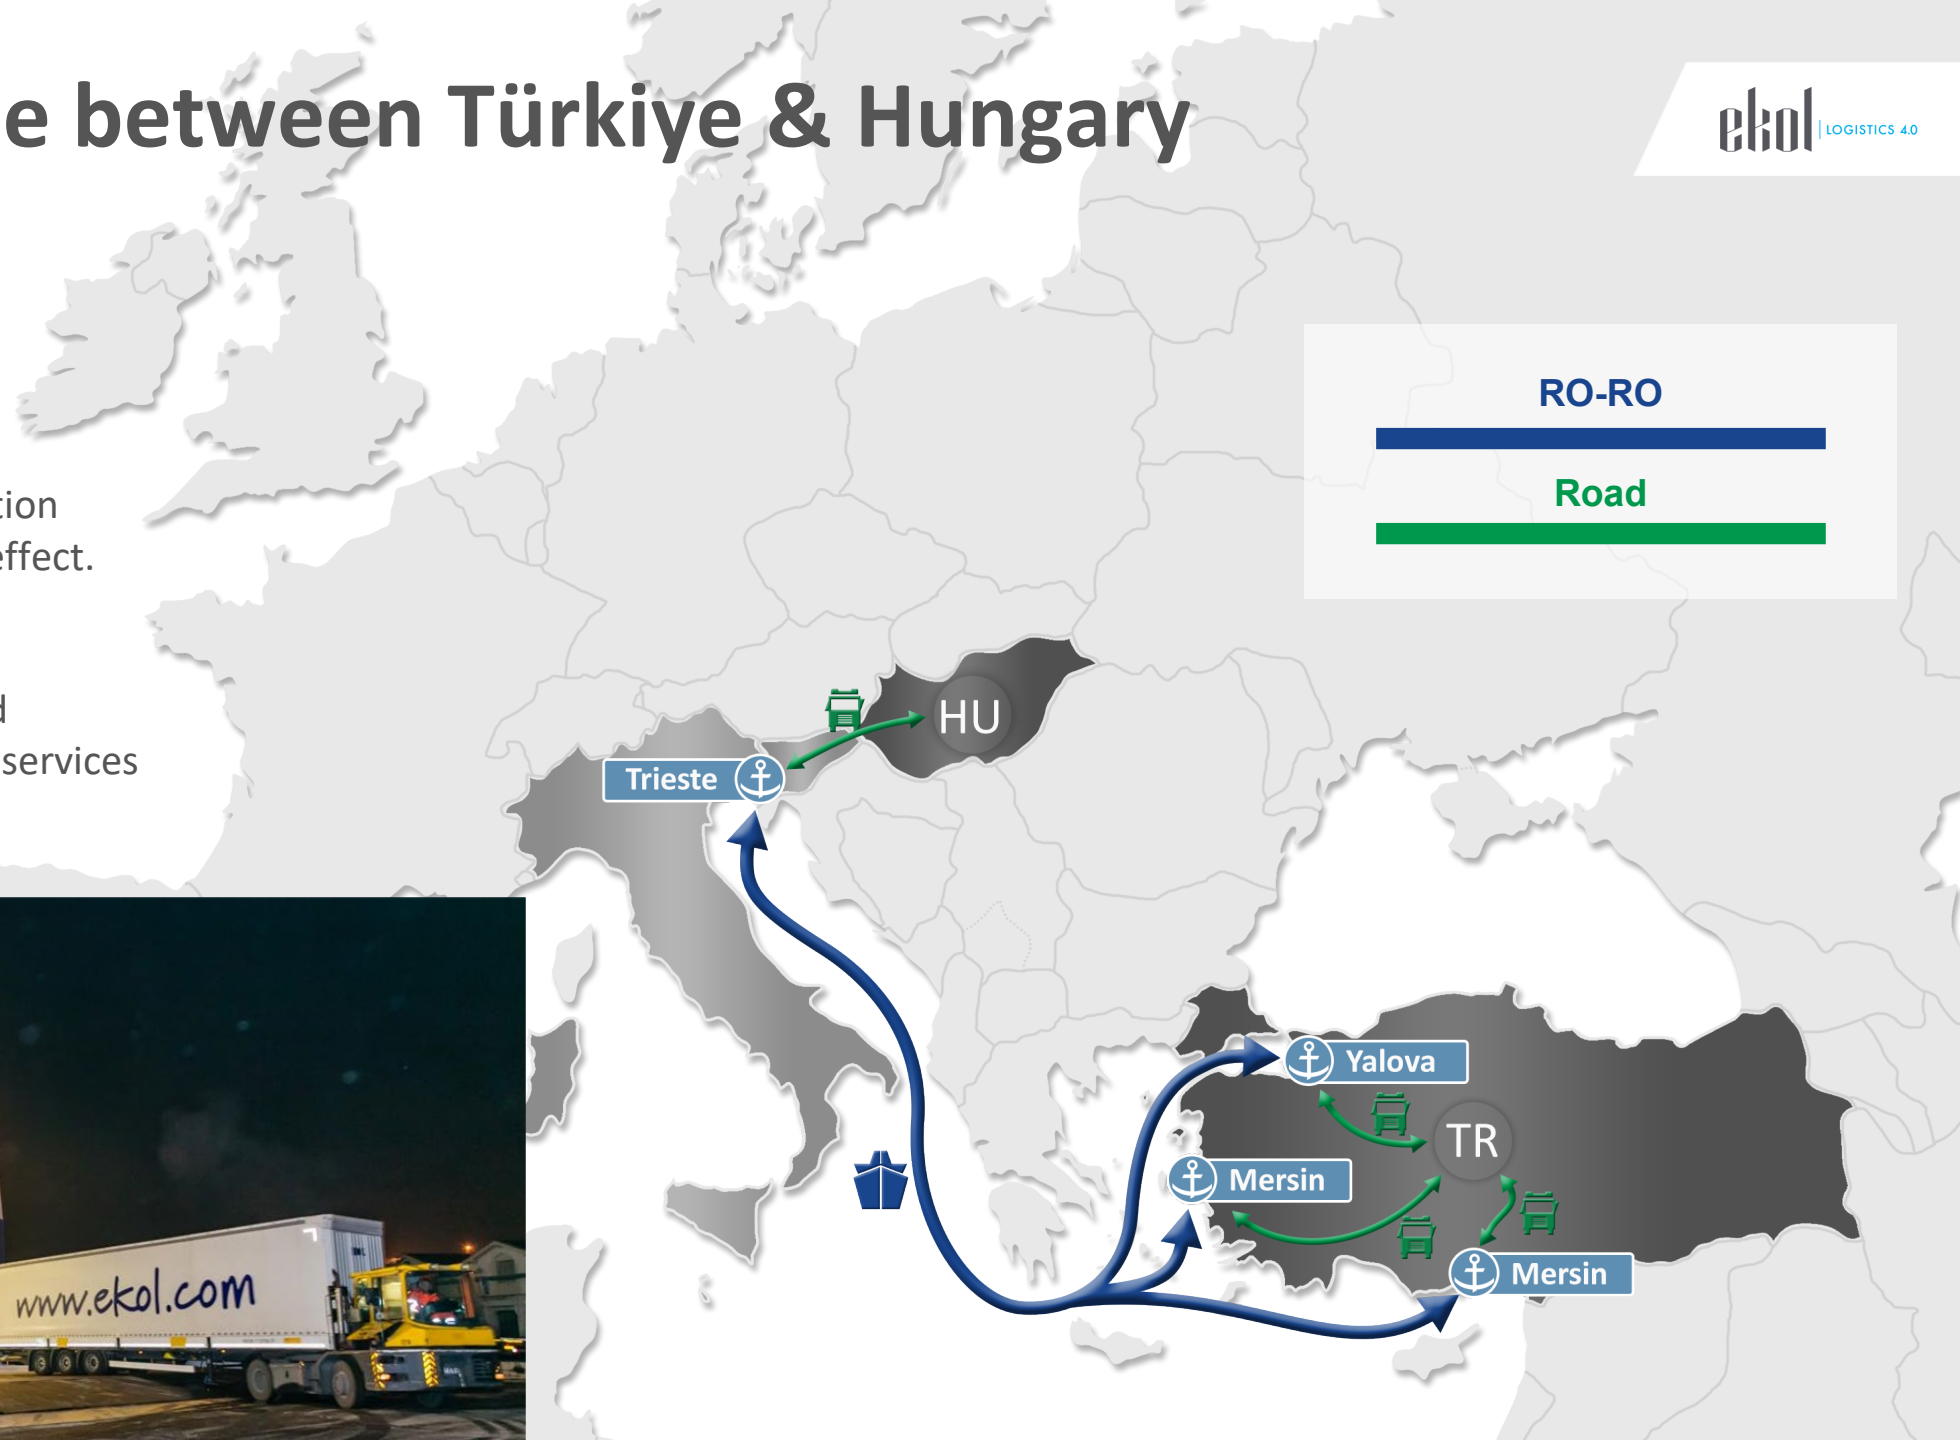 e between Türkiye & Hungary
ekol LOGISTICS 4.0
RO-RO
Road
tion
effect.
d
services
HU
Trieste
Yalova
TR
Mersin
Mersin
www.ekol.com